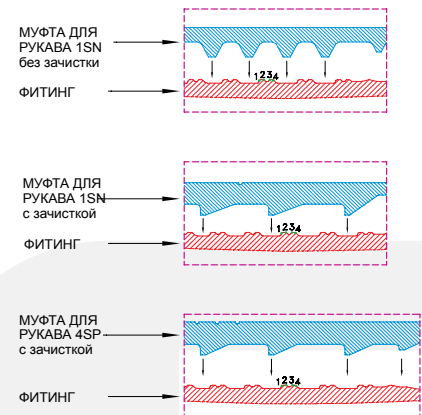 МУФТА ДЛЯ
РУКАВА 1SN
без зачистки
1234
ФИТИНГ
МУФТА ДЛЯ
РУКАВА 1SN
с зачисткой
1234
ФИТИНГ
МУФТА ДЛЯ
РУКАВА 4SP
с зачисткой
1234
ФИТИНГ